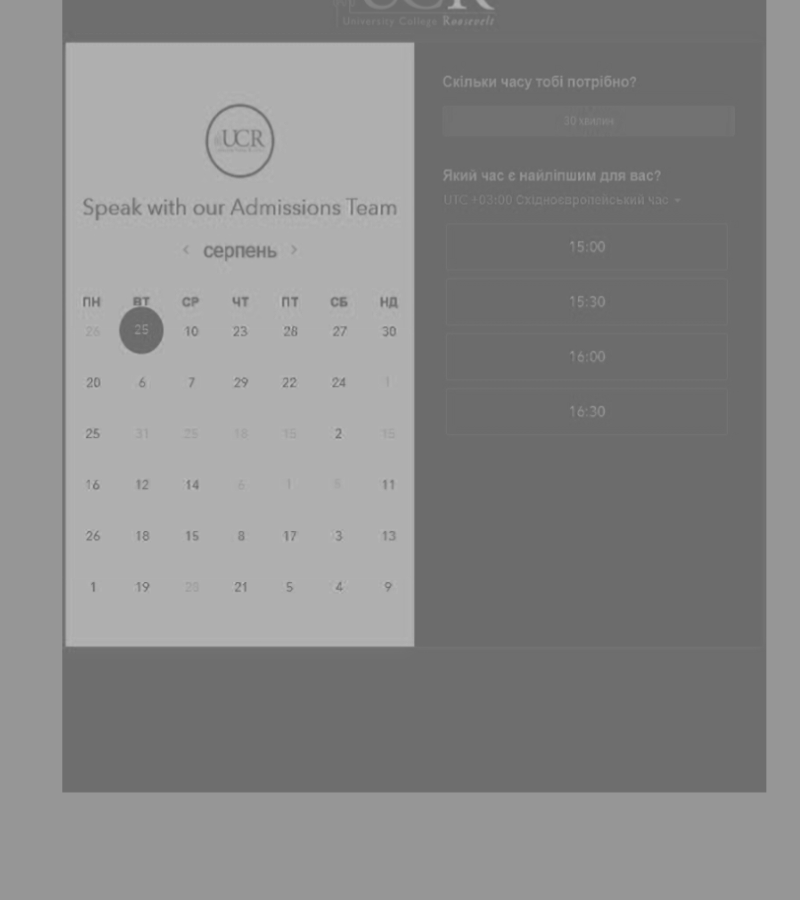 UCR
University College Roosevelt
UCR
Speak with our Admissions Team
‹ серпень ›
ПН ВТ СР ЧТ ПТ СБ НД
26 25 10 23 28 27 30
20 6 7 29 22 24 1
25 31 25 18 15 2 15
16 12 14 6 1 8 11
26 18 15 8 17 3 13
1 19 25 21 5 4 9
Скільки часу тобі потрібно?
30 хвилин
Який час є найліпшим для вас?
UTC +03:00 Східноєвропейський час
15:00
15:30
16:00
16:30